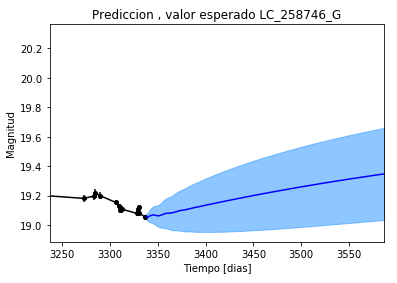 Prediccion , valor esperado LC_258746_G
Magnitud
20.2
20.0
19.8
19.6
19.4
19.2
19.0
3250 3300 3350 3400 3450 3500 3550
Tiempo [dias]